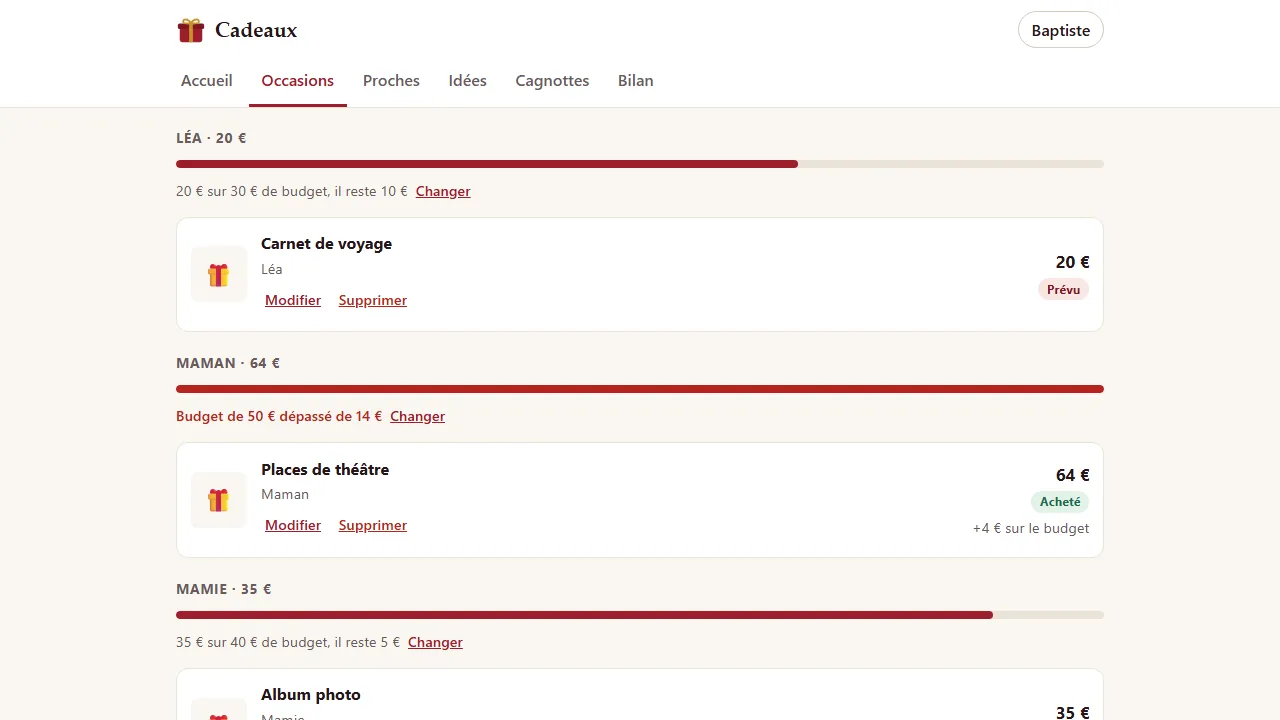 Cadeaux
Baptiste
Accueil
Occasions
Proches
Idées
Cagnottes
Bilan
LÉA · 20 €
20 € sur 30 € de budget, il reste 10 € Changer
Carnet de voyage
Léa
Modifier
Supprimer
20 €
Prévu
MAMAN · 64 €
Budget de 50 € dépassé de 14 € Changer
Places de théâtre
Maman
Modifier
Supprimer
64 €
Acheté
+4 € sur le budget
MAMIE · 35 €
35 € sur 40 € de budget, il reste 5 € Changer
Album photo
Mamie
35 €